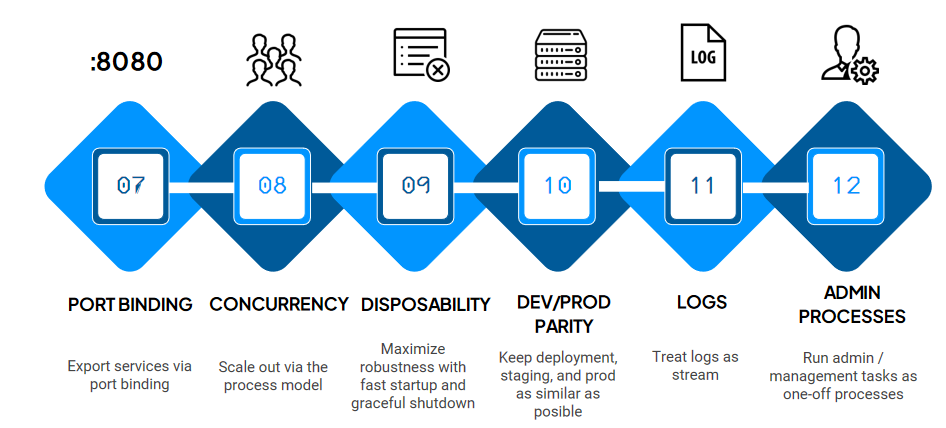 :8080
LOG
07
08
09
10
11
12
PORT BINDING
Export services via
port binding
CONCURRENCY
Scale out via the
process model
DISPOSABILITY
Maximize
robustness with
fast startup and
graceful shutdown
DEV/PROD
PARITY
Keep deployment,
staging, and prod
as similar as
posible
LOGS
Treat logs as
stream
ADMIN
PROCESSES
Run admin /
management tasks as
one-off processes